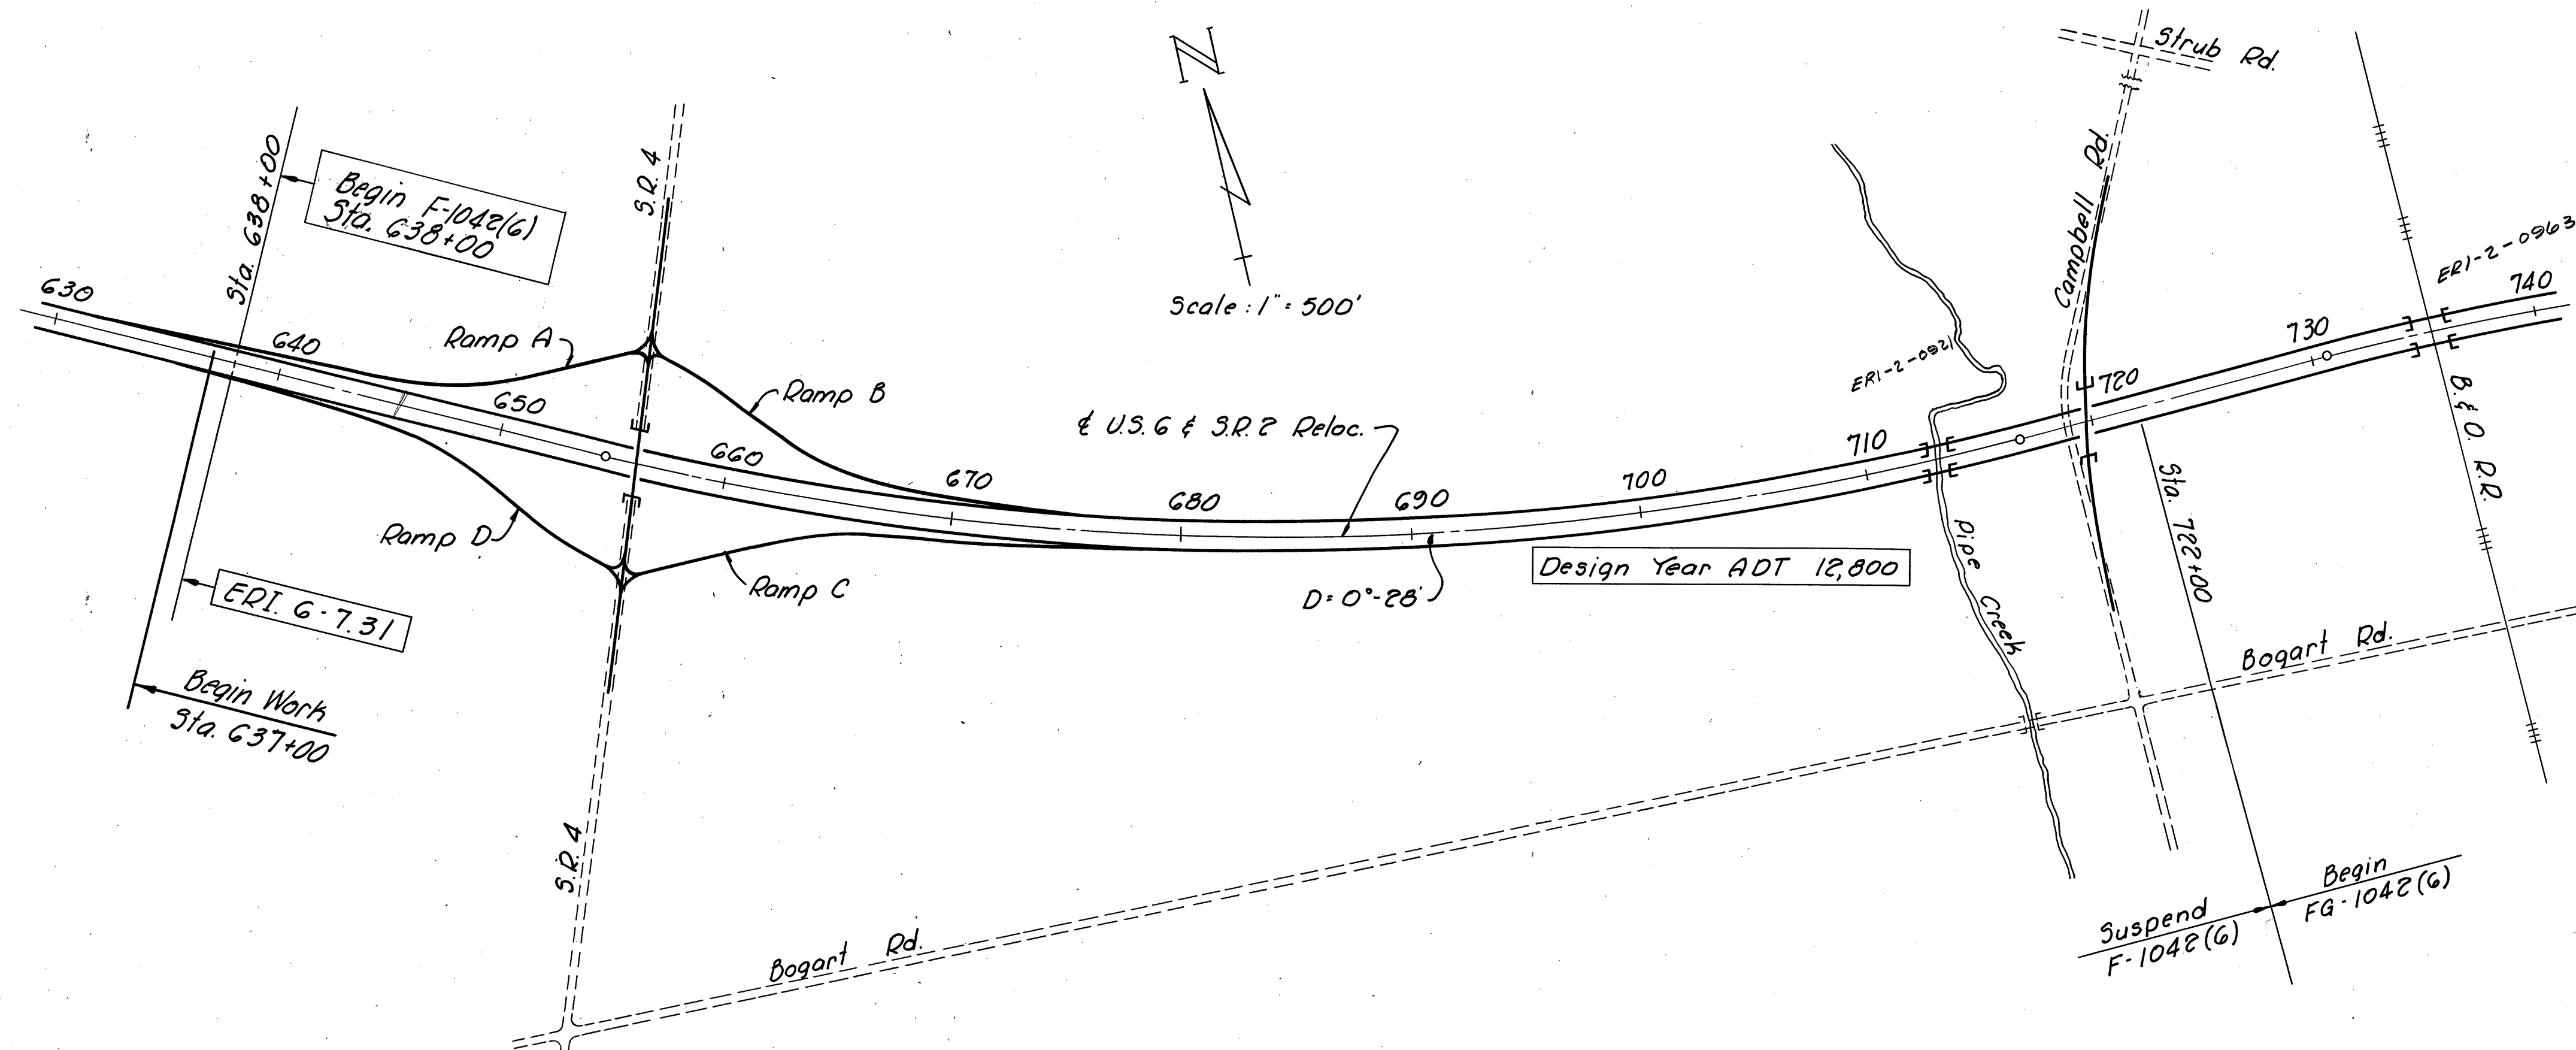 N
Scale : 1" = 500'
Strub Rd.
Campbell Rd.
Sta. 638+00
Begin F-1042(6)
Sta. 638+00
S.R. 4
630
640
650
660
670
680
690
700
710
720
730
740
Ramp A
Ramp B
Ramp D
Ramp C
℄ U.S. 6 & S.R. 2 Reloc.
D = 0°-28'
Design Year ADT 12,800
ERI-2-0921
ERI-2-0963
B. & O. R.R.
Pipe Creek
Sta. 722+00
ERI. 6-7.31
Begin Work
Sta. 637+00
S.R. 4
Bogart Rd.
Bogart Rd.
Suspend
F-1042(6)
Begin
FG-1042(6)